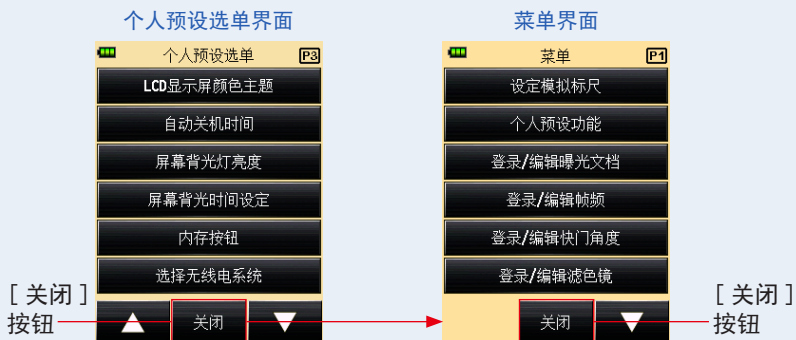 个人预设选单界面
个人预设选单 P3
LCD显示屏颜色主题
自动关机时间
屏幕背光灯亮度
屏幕背光时间设定
内存按钮
选择无线电系统
关闭
[ 关闭 ]
按钮
菜单界面
菜单 P1
设定模拟标尺
个人预设功能
登录/编辑曝光文档
登录/编辑帧频
登录/编辑快门角度
登录/编辑滤色镜
关闭
[ 关闭 ]
按钮